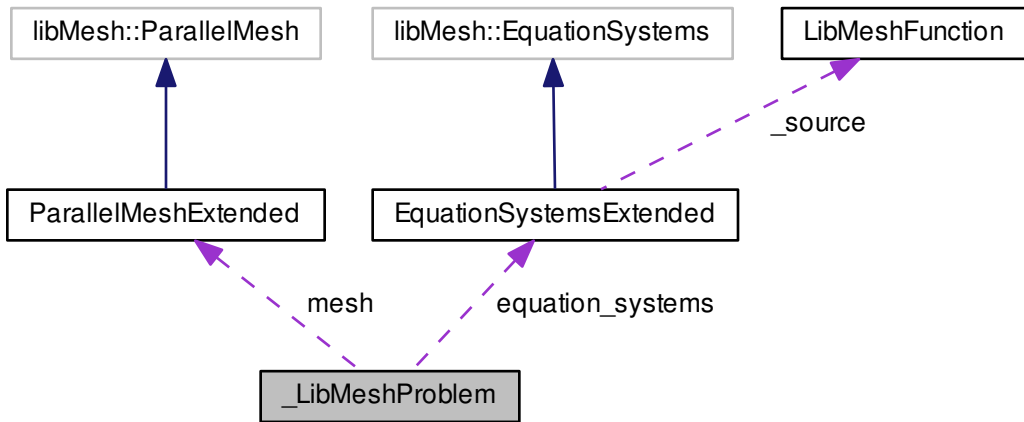 libMesh::ParallelMesh
libMesh::EquationSystems
LibMeshFunction
_source
ParallelMeshExtended
EquationSystemsExtended
mesh
equation_systems
_LibMeshProblem